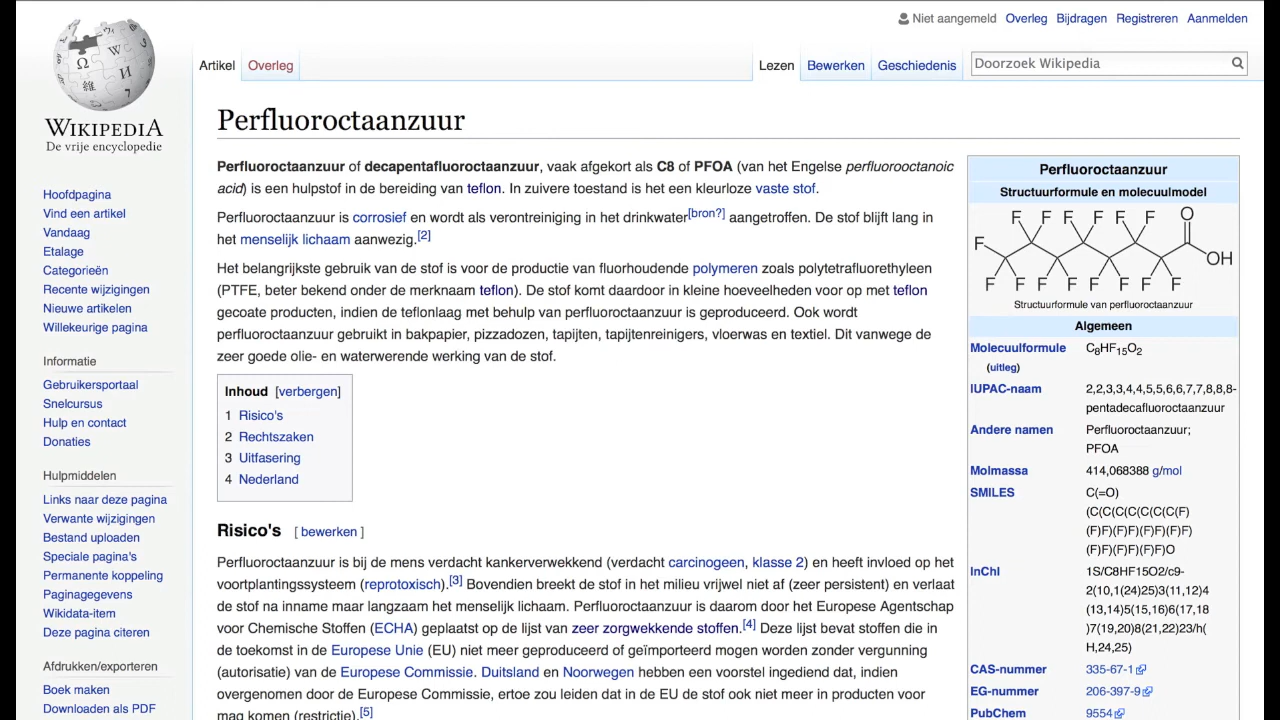 Niet aangemeld Overleg Bijdragen Registreren Aanmelden
Artikel Overleg Lezen Bewerken Geschiedenis Doorzoek Wikipedia
WIKIPEDIA
De vrije encyclopedie
Hoofdpagina
Vind een artikel
Vandaag
Etalage
Categorieën
Recente wijzigingen
Nieuwe artikelen
Willekeurige pagina
Informatie
Gebruikersportaal
Snelcursus
Hulp en contact
Donaties
Hulpmiddelen
Links naar deze pagina
Verwante wijzigingen
Bestand uploaden
Speciale pagina's
Permanente koppeling
Paginagegevens
Wikidata-item
Deze pagina citeren
Afdrukken/exporteren
Boek maken
Downloaden als PDF
Perfluoroctaanzuur
Perfluoroctaanzuur of decapentafluoroctaanzuur, vaak afgekort als C8 of PFOA (van het Engelse perfluorooctanoic
acid) is een hulpstof in de bereiding van teflon. In zuivere toestand is het een kleurloze vaste stof.
Perfluoroctaanzuur is corrosief en wordt als verontreiniging in het drinkwater[bron?] aangetroffen. De stof blijft lang in
het menselijk lichaam aanwezig.[2]
Het belangrijkste gebruik van de stof is voor de productie van fluorhoudende polymeren zoals polytetrafluorethyleen
(PTFE, beter bekend onder de merknaam teflon). De stof komt daardoor in kleine hoeveelheden voor op met teflon
gecoate producten, indien de teflonlaag met behulp van perfluoroctaanzuur is geproduceerd. Ook wordt
perfluoroctaanzuur gebruikt in bakpapier, pizzadozen, tapijten, tapijtenreinigers, vloerwas en textiel. Dit vanwege de
zeer goede olie- en waterwerende werking van de stof.
Inhoud [verbergen]
1 Risico's
2 Rechtszaken
3 Uitfasering
4 Nederland
Risico's [ bewerken ]
Perfluoroctaanzuur is bij de mens verdacht kankerverwekkend (verdacht carcinogeen, klasse 2) en heeft invloed op het
voortplantingssysteem (reprotoxisch).[3] Bovendien breekt de stof in het milieu vrijwel niet af (zeer persistent) en verlaat
de stof na inname maar langzaam het menselijk lichaam. Perfluoroctaanzuur is daarom door het Europese Agentschap
voor Chemische Stoffen (ECHA) geplaatst op de lijst van zeer zorgwekkende stoffen.[4] Deze lijst bevat stoffen die in
de toekomst in de Europese Unie (EU) niet meer geproduceerd of geïmporteerd mogen worden zonder vergunning
(autorisatie) van de Europese Commissie. Duitsland en Noorwegen hebben een voorstel ingediend dat, indien
overgenomen door de Europese Commissie, ertoe zou leiden dat in de EU de stof ook niet meer in producten voor
mag komen (restrictie).[5]
Perfluoroctaanzuur
Structuurformule en molecuulmodel
F F F F F F O
F OH
F F F F F F F F
Structuurformule van perfluoroctaanzuur
Algemeen
Molecuulformule C8HF15O2
(uitleg)
IUPAC-naam 2,2,3,3,4,4,5,5,6,6,7,7,8,8,8-
pentadecafluoroctaanzuur
Andere namen Perfluoroctaanzuur;
PFOA
Molmassa 414,068388 g/mol
SMILES C(=O)
(C(C(C(C(C(C(C(F)
(F)F)(F)F)(F)F)(F)F)
(F)F)(F)F)(F)F)O
InChI 1S/C8HF15O2/c9-
2(10,1(24)25)3(11,12)4
(13,14)5(15,16)6(17,18
)7(19,20)8(21,22)23/h(
H,24,25)
CAS-nummer 335-67-1
EG-nummer 206-397-9
PubChem 9554